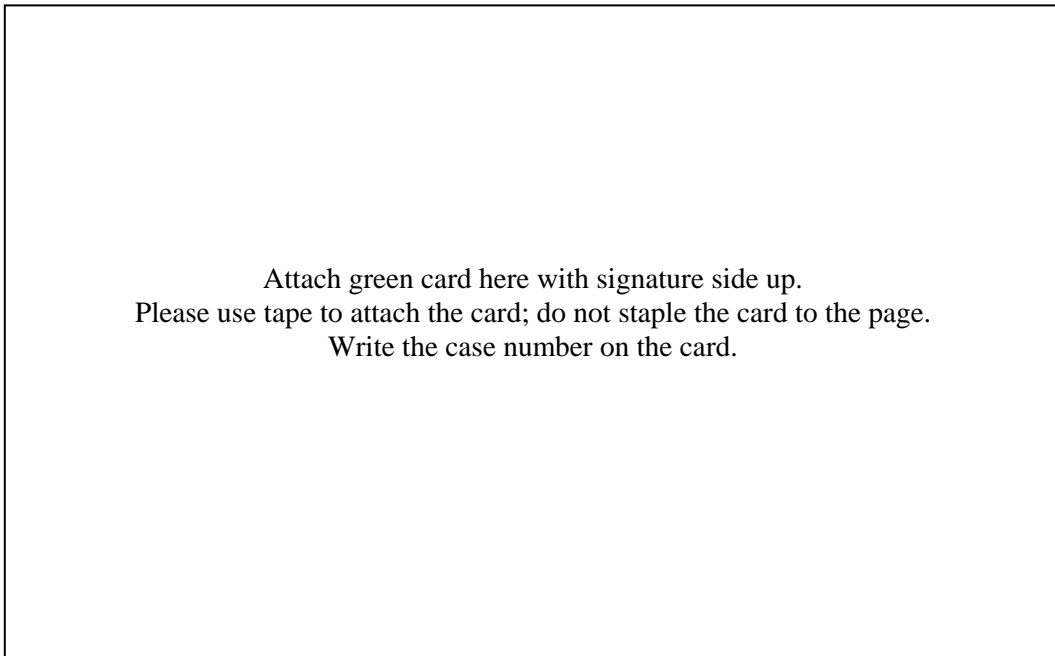 Attach green card here with signature side up.
Please use tape to attach the card; do not staple the card to the page.
Write the case number on the card.